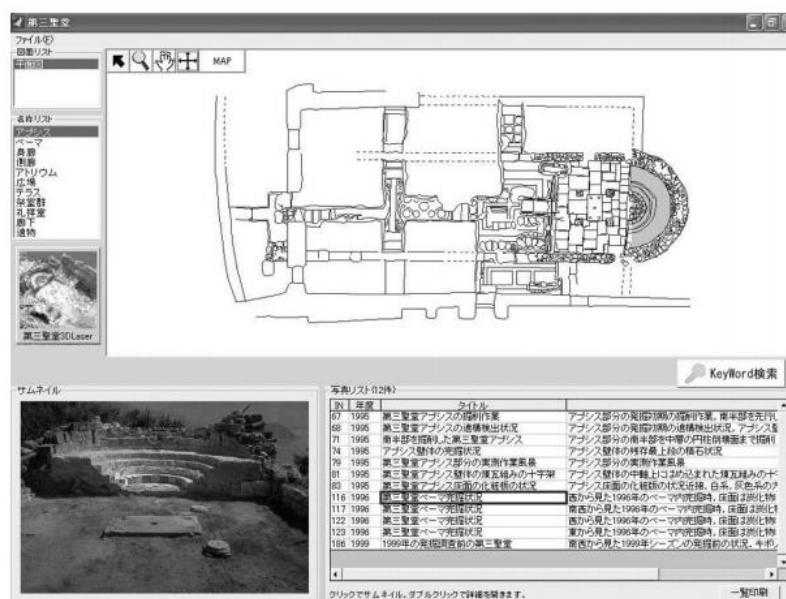 第三聖堂
ファイル(F)
図面リスト
平面図
MAP
名称リスト
アプシス
ベーマ
身廊
側廊
アトリウム
広場
テラス
祭室群
礼拝堂
廊下
遺物
第三聖堂3DLaser
KeyWord検索
サムネイル
写真リスト(12件)
IN 年度 タイトル
67 1995 第三聖堂アプシスの掘削作業 アプシス部分の発掘初期の掘削作業、南半部を先行し
68 1995 第三聖堂アプシスの遺構検出状況 アプシス部分の発掘初期の遺構検出状況、アプシス
71 1995 南半部を掘削した第三聖堂アプシス アプシス部分の南半部を中層の円柱倒壊面まで掘削
74 1995 アプシス壁体の完掘状況 アプシス壁体の残存最上段の積石状況
79 1995 第三聖堂アプシス部分の実測作業風景 アプシス部分の実測作業風景
81 1995 アプシス壁体の煉瓦組みの十字架 アプシス壁体の中軸上にはめ込まれた煉瓦組みの十
83 1995 第三聖堂アプシス床面の化粧板の状況 アプシス床面の化粧板の状況近接、白系、灰色系の
116 1996 第三聖堂ベーマ完掘状況 西から見た1996年のベーマ内完掘時、床面は炭化物
117 1996 第三聖堂ベーマ完掘状況 南西から見た1996年のベーマ内完掘時、床面は炭化
122 1996 第三聖堂ベーマ完掘状況 西から見た1996年のベーマ内完掘時、床面は炭化物
123 1996 第三聖堂ベーマ完掘状況 東から見た1996年のベーマ内完掘時、床面は炭化物
186 1999 1999年の発掘調査前の第三聖堂 南西から見た1999年シーズンの発掘前の状況、キボ
クリックでサムネイル、ダブルクリックで詳細を開きます。
一覧印刷